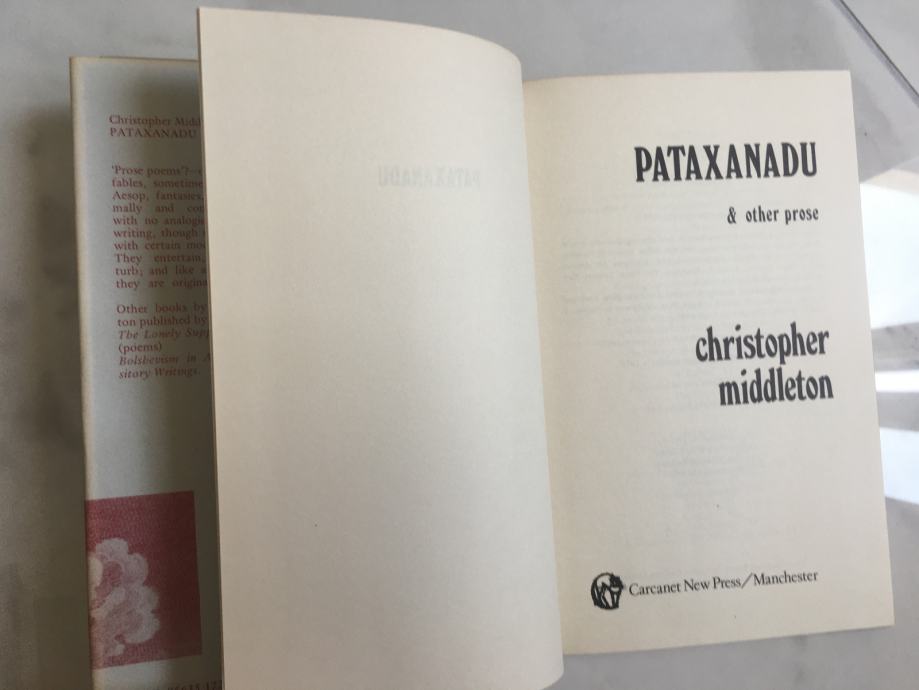 Christopher Midd
PATAXANADU
'Prose poems'?—
fables, sometime
Aesop, fantasies,
mally and con
with no analog
writing, though
with certain mo
They entertain,
turb; and like a
they are origina
Other books by
ton published by
The Lonely Supp
(poems)
Bolshevism in A
sitory Writings.
PATAXANADU
& other prose
christopher
middleton
Carcanet New Press/Manchester